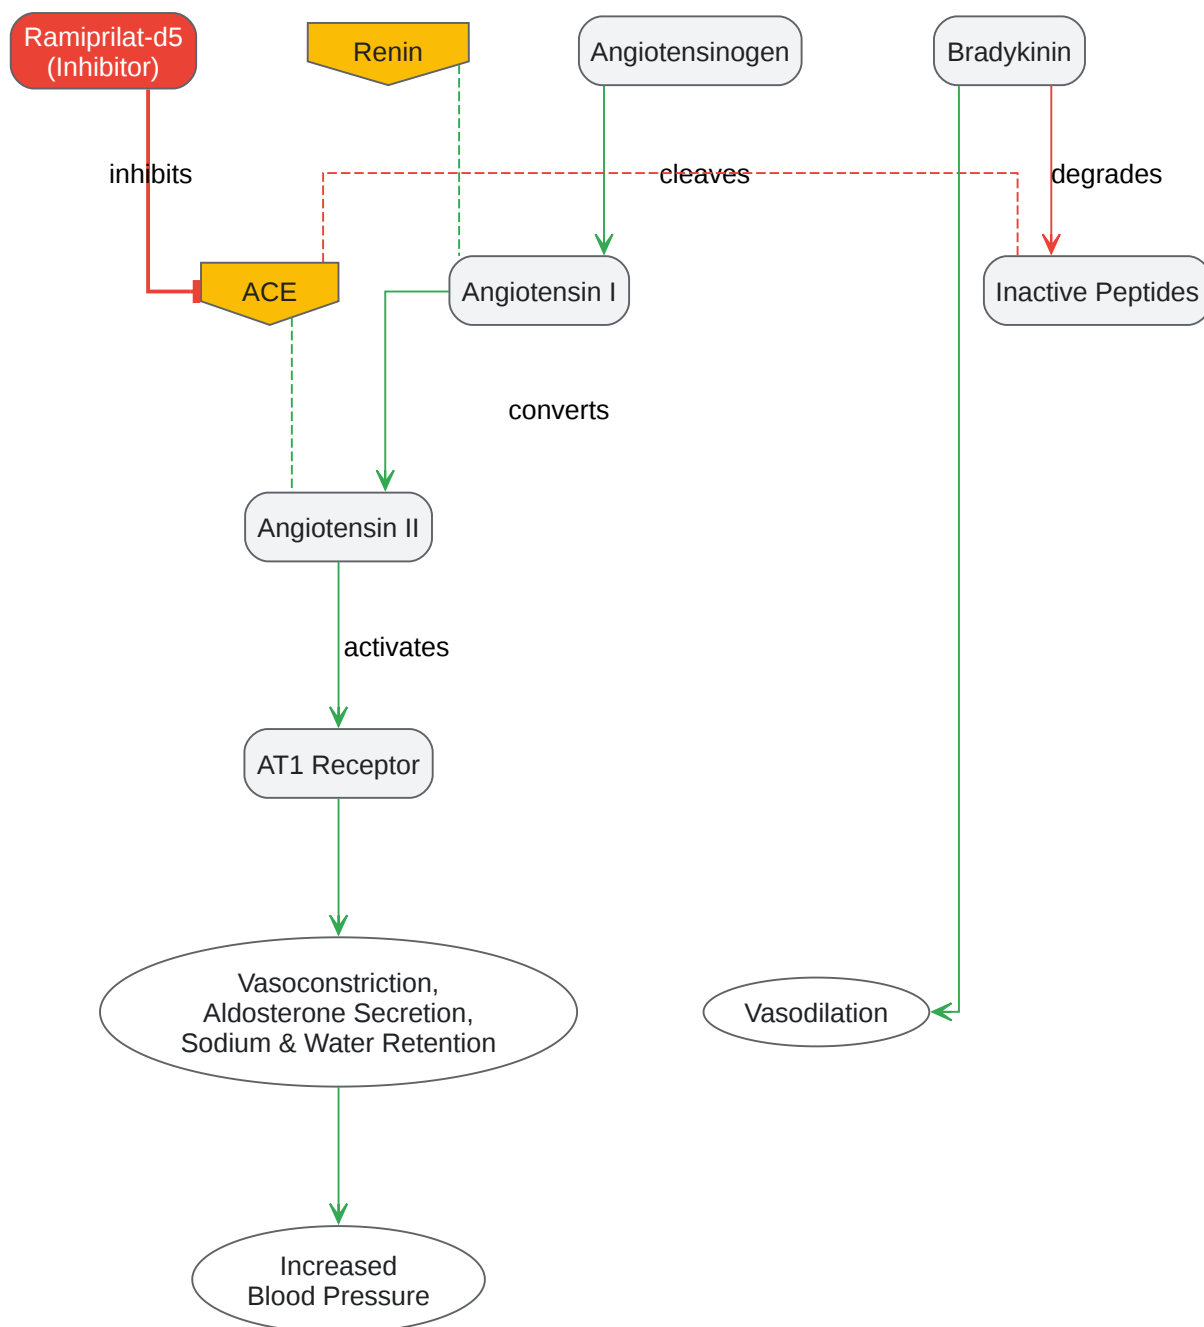 Ramiprilat-d5
(Inhibitor)
Renin
Angiotensinogen
Bradykinin
inhibits
cleaves
degrades
ACE
Angiotensin I
Inactive Peptides
converts
Angiotensin II
activates
AT1 Receptor
Vasoconstriction,
Aldosterone Secretion,
Sodium & Water Retention
Vasodilation
Increased
Blood Pressure